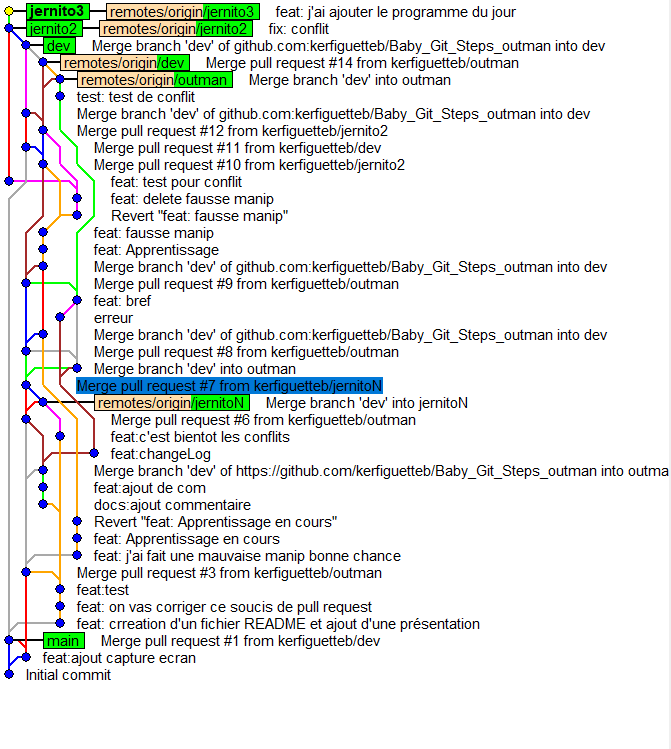 jernito3 remotes/origin/jernito3 feat: j'ai ajouter le programme du jour
jernito2 remotes/origin/jernito2 fix: conflit
dev Merge branch 'dev' of github.com:kerfiguetteb/Baby_Git_Steps_outman into dev
remotes/origin/dev Merge pull request #14 from kerfiguetteb/outman
remotes/origin/outman Merge branch 'dev' into outman
test: test de conflit
Merge branch 'dev' of github.com:kerfiguetteb/Baby_Git_Steps_outman into dev
Merge pull request #12 from kerfiguetteb/jernito2
Merge pull request #11 from kerfiguetteb/dev
Merge pull request #10 from kerfiguetteb/jernito2
feat: test pour conflit
feat: delete fausse manip
Revert "feat: fausse manip"
feat: fausse manip
feat: Apprentissage
Merge branch 'dev' of github.com:kerfiguetteb/Baby_Git_Steps_outman into dev
Merge pull request #9 from kerfiguetteb/outman
feat: bref
erreur
Merge branch 'dev' of github.com:kerfiguetteb/Baby_Git_Steps_outman into dev
Merge pull request #8 from kerfiguetteb/outman
Merge branch 'dev' into outman
Merge pull request #7 from kerfiguetteb/jernitoN
remotes/origin/jernitoN Merge branch 'dev' into jernitoN
Merge pull request #6 from kerfiguetteb/outman
feat:c'est bientot les conflits
feat:changeLog
Merge branch 'dev' of https://github.com/kerfiguetteb/Baby_Git_Steps_outman into outma
feat:ajout de com
docs:ajout commentaire
Revert "feat: Apprentissage en cours"
feat: Apprentissage en cours
feat: j'ai fait une mauvaise manip bonne chance
Merge pull request #3 from kerfiguetteb/outman
feat:test
feat: on vas corriger ce soucis de pull request
feat: crreation d'un fichier README et ajout d'une présentation
main Merge pull request #1 from kerfiguetteb/dev
feat:ajout capture ecran
Initial commit